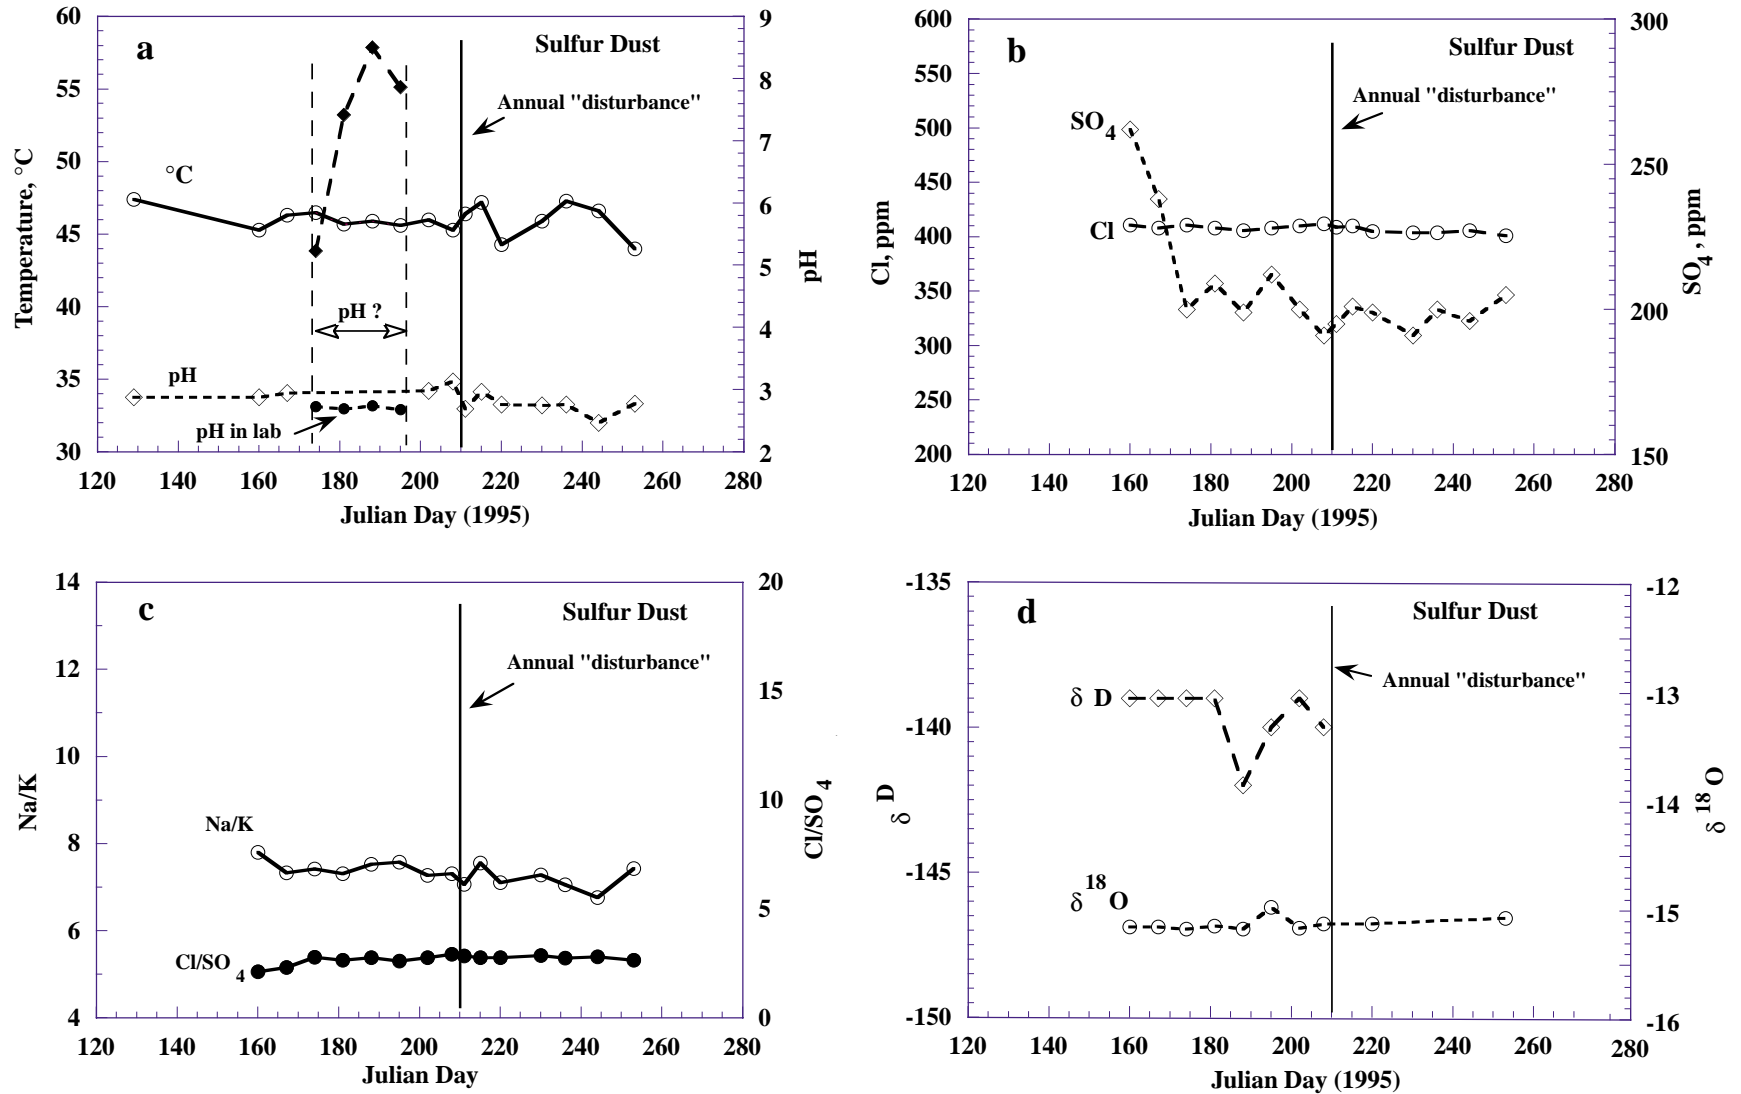 a
Sulfur Dust
Annual "disturbance"
°C
pH ?
pH
pH in lab
60
55
50
45
40
35
30
Temperature, °C
9
8
7
6
5
4
3
2
pH
120 140 160 180 200 220 240 260 280
Julian Day (1995)
b
Sulfur Dust
Annual "disturbance"
SO4
Cl
600
550
500
450
400
350
300
250
200
Cl, ppm
300
250
200
150
SO4 , ppm
120 140 160 180 200 220 240 260 280
Julian Day (1995)
c
Sulfur Dust
Annual "disturbance"
Na/K
Cl/SO 4
14
12
10
8
6
4
Na/K
20
15
10
5
0
Cl/SO4
120 140 160 180 200 220 240 260 280
Julian Day
d
Sulfur Dust
Annual "disturbance"
δ D
δ 18 O
-135
-140
-145
-150
δ D
-12
-13
-14
-15
-16
δ 18 O
120 140 160 180 200 220 240 260 280
Julian Day (1995)